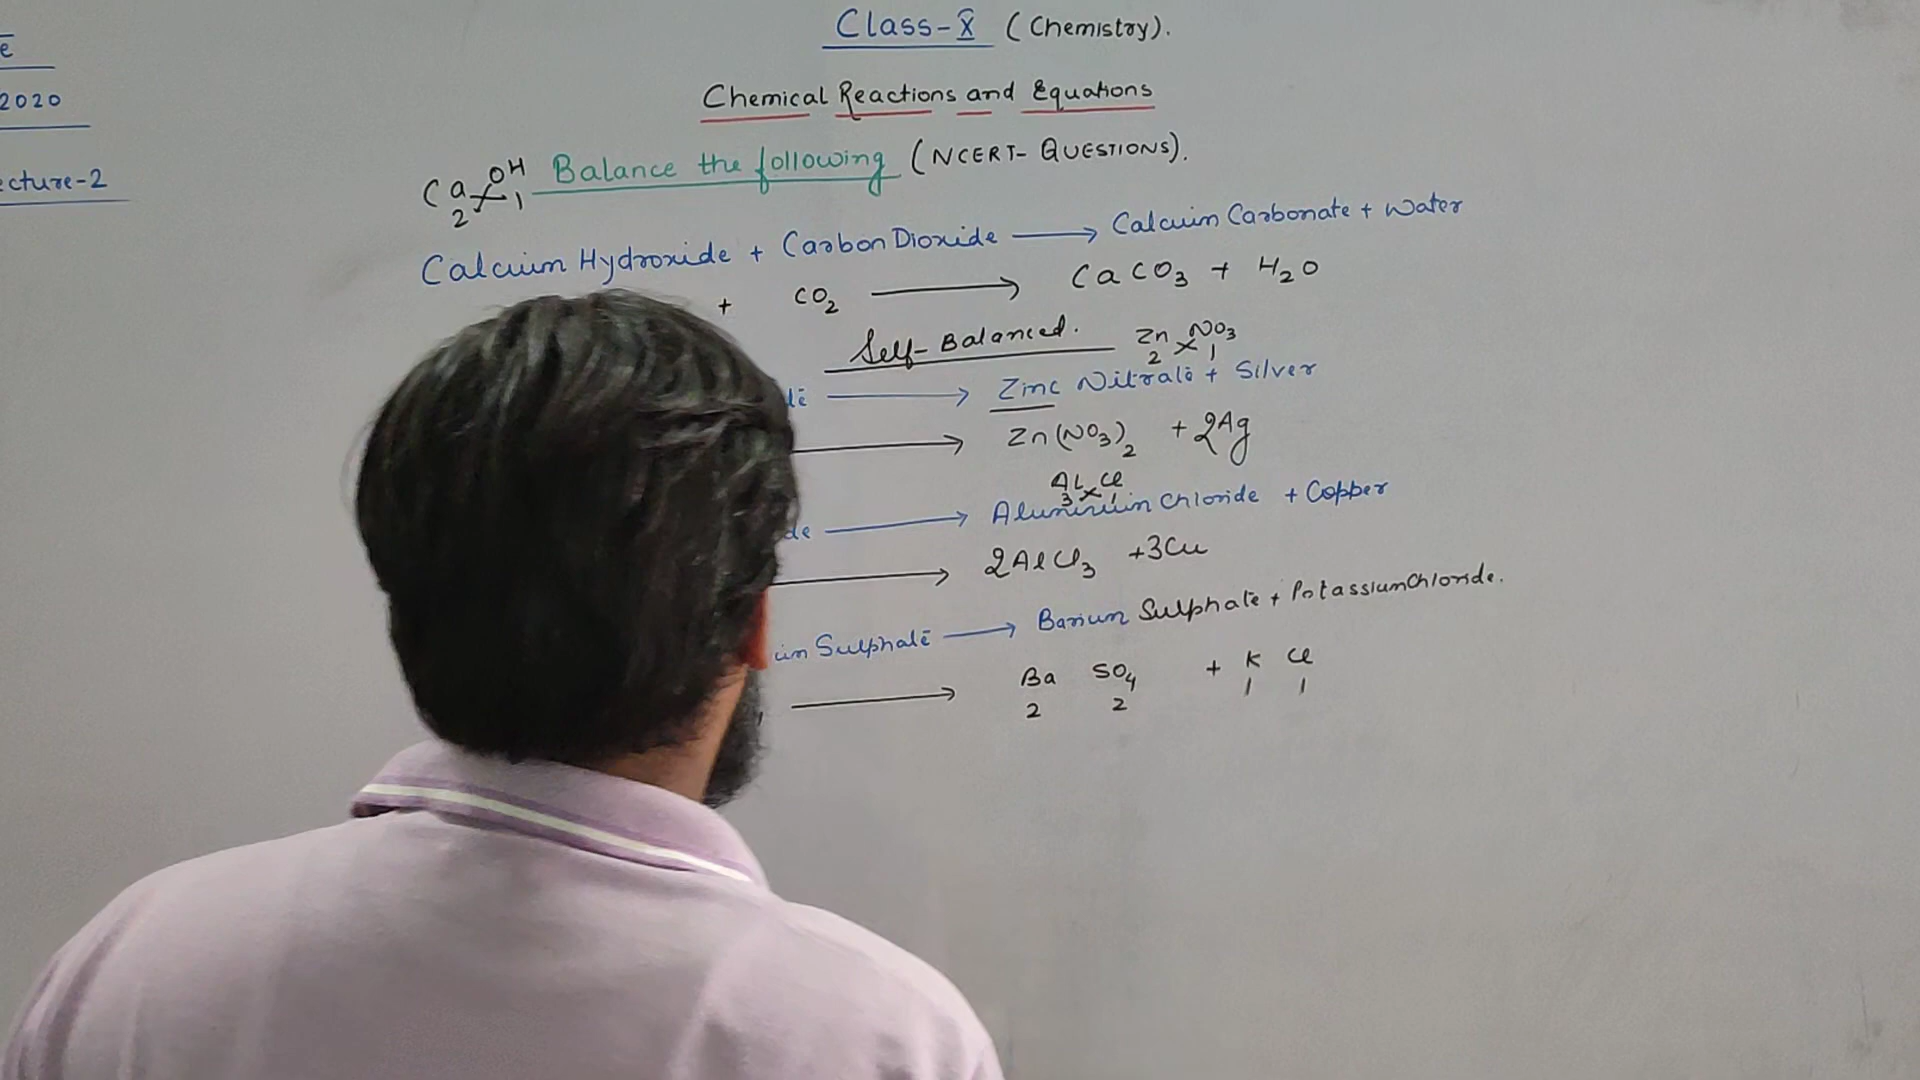 2020
Class-X (Chemistry).
Chemical Reactions and Equations
Balance the following (NCERT- QUESTIONS).
Ca OH
2 1
Calcium Hydroxide + Carbon Dioxide → Calcium Carbonate + Water
+ CO2 → CaCO3 + H2O
Self-Balanced.
Zn NO3
2 1
→ Zinc Nitrate + Silver
→ Zn(NO3)2 + 2Ag
AL Cl
3 1
→ Aluminium Chloride + Copper
→ 2AlCl3 + 3Cu
Sulphate → Barium Sulphate + Potassium Chloride.
→ Ba SO4 + K Cl
2 2 1 1